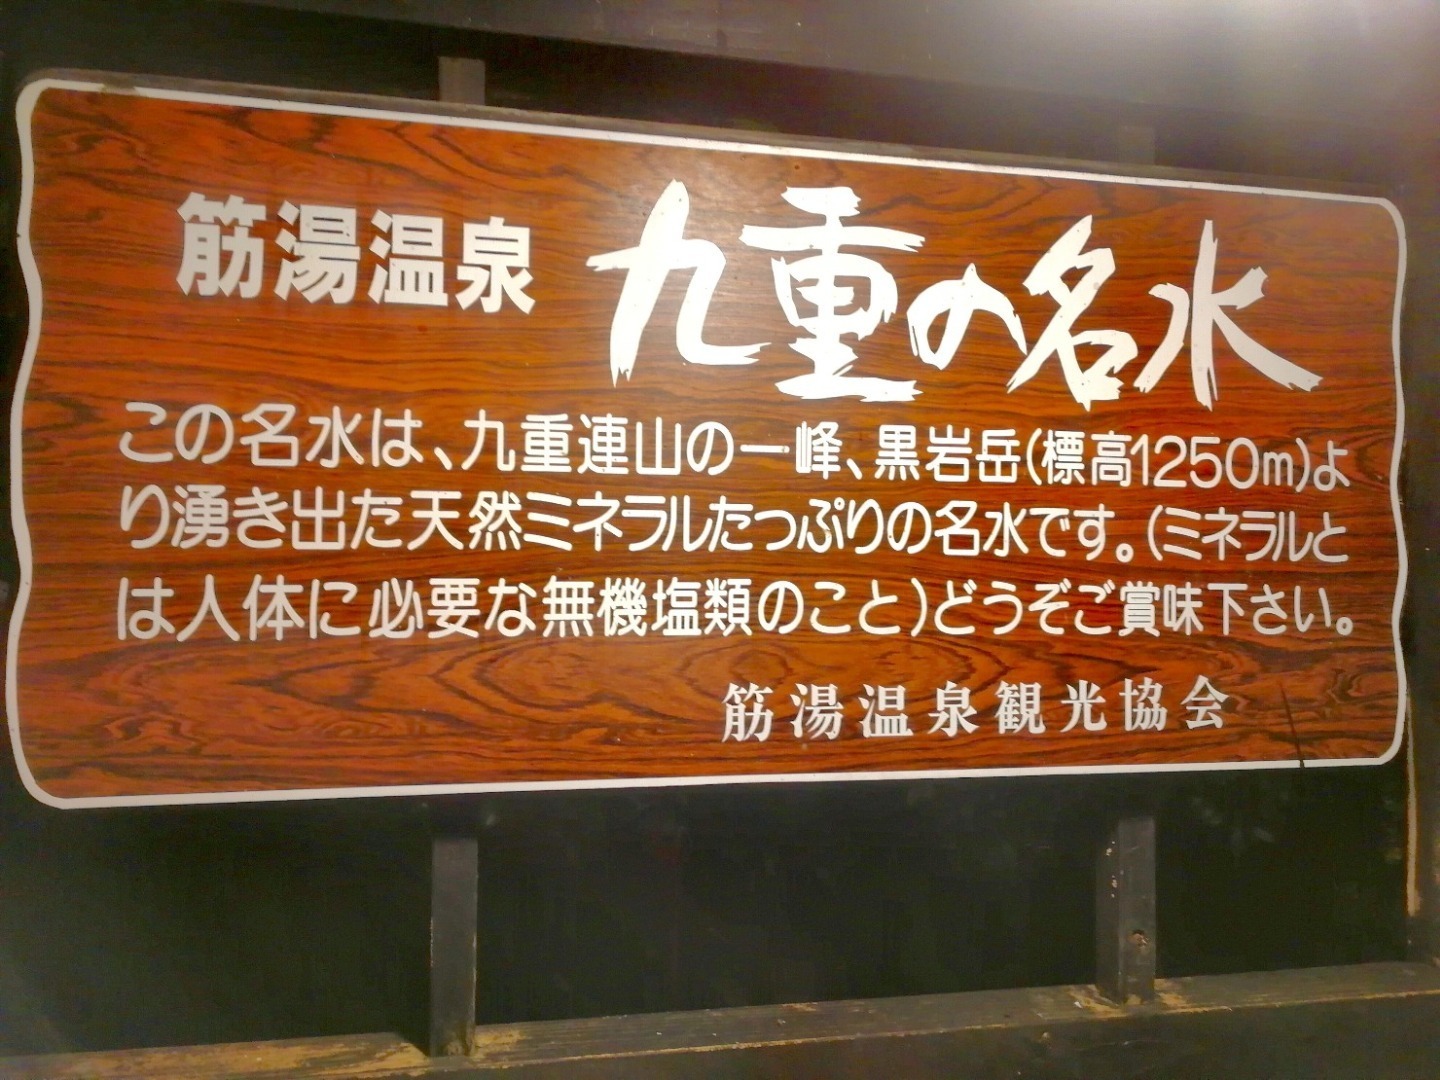 筋湯温泉 九重の名水
この名水は、九重連山の一峰、黒岩岳(標高1250m)よ
り湧き出た天然ミネラルたっぷりの名水です。(ミネラルと
は人体に必要な無機塩類のこと)どうぞご賞味下さい。
筋湯温泉観光協会